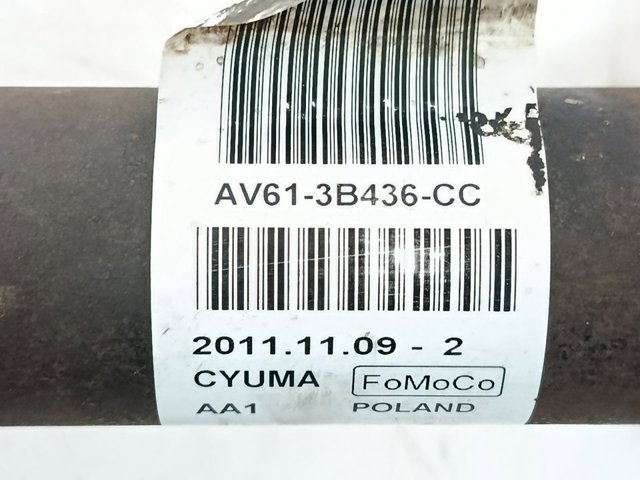 AV61-3B436-CC
2011.11.09 - 2
CYUMA FoMoCo
AA1 POLAND